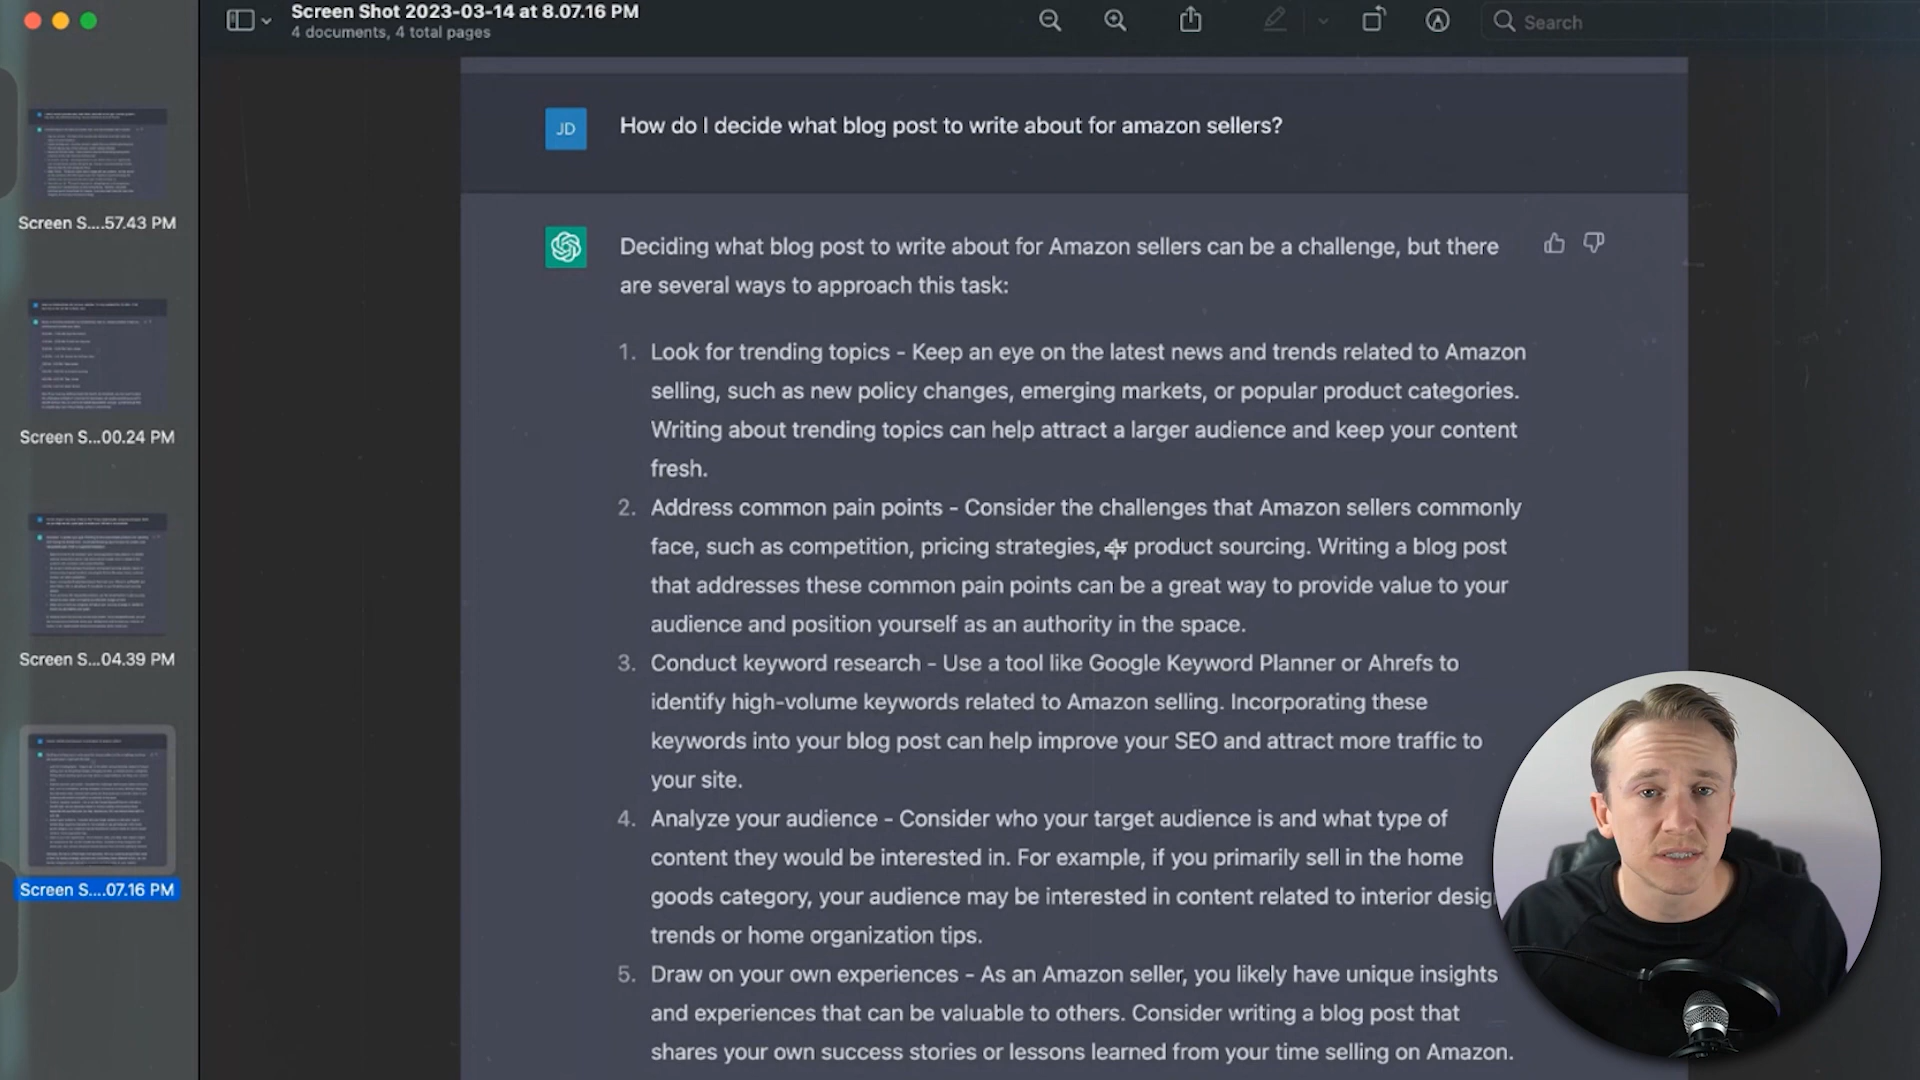 Screen Shot 2023-03-14 at 8.07.16 PM
4 documents, 4 total pages
Search
Screen S....57.43 PM
Screen S...00.24 PM
Screen S...04.39 PM
Screen S....07.16 PM
JD
How do I decide what blog post to write about for amazon sellers?
Deciding what blog post to write about for Amazon sellers can be a challenge, but there
are several ways to approach this task:
1. Look for trending topics - Keep an eye on the latest news and trends related to Amazon
selling, such as new policy changes, emerging markets, or popular product categories.
Writing about trending topics can help attract a larger audience and keep your content
fresh.
2. Address common pain points - Consider the challenges that Amazon sellers commonly
face, such as competition, pricing strategies, or product sourcing. Writing a blog post
that addresses these common pain points can be a great way to provide value to your
audience and position yourself as an authority in the space.
3. Conduct keyword research - Use a tool like Google Keyword Planner or Ahrefs to
identify high-volume keywords related to Amazon selling. Incorporating these
keywords into your blog post can help improve your SEO and attract more traffic to
your site.
4. Analyze your audience - Consider who your target audience is and what type of
content they would be interested in. For example, if you primarily sell in the home
goods category, your audience may be interested in content related to interior design
trends or home organization tips.
5. Draw on your own experiences - As an Amazon seller, you likely have unique insights
and experiences that can be valuable to others. Consider writing a blog post that
shares your own success stories or lessons learned from your time selling on Amazon.